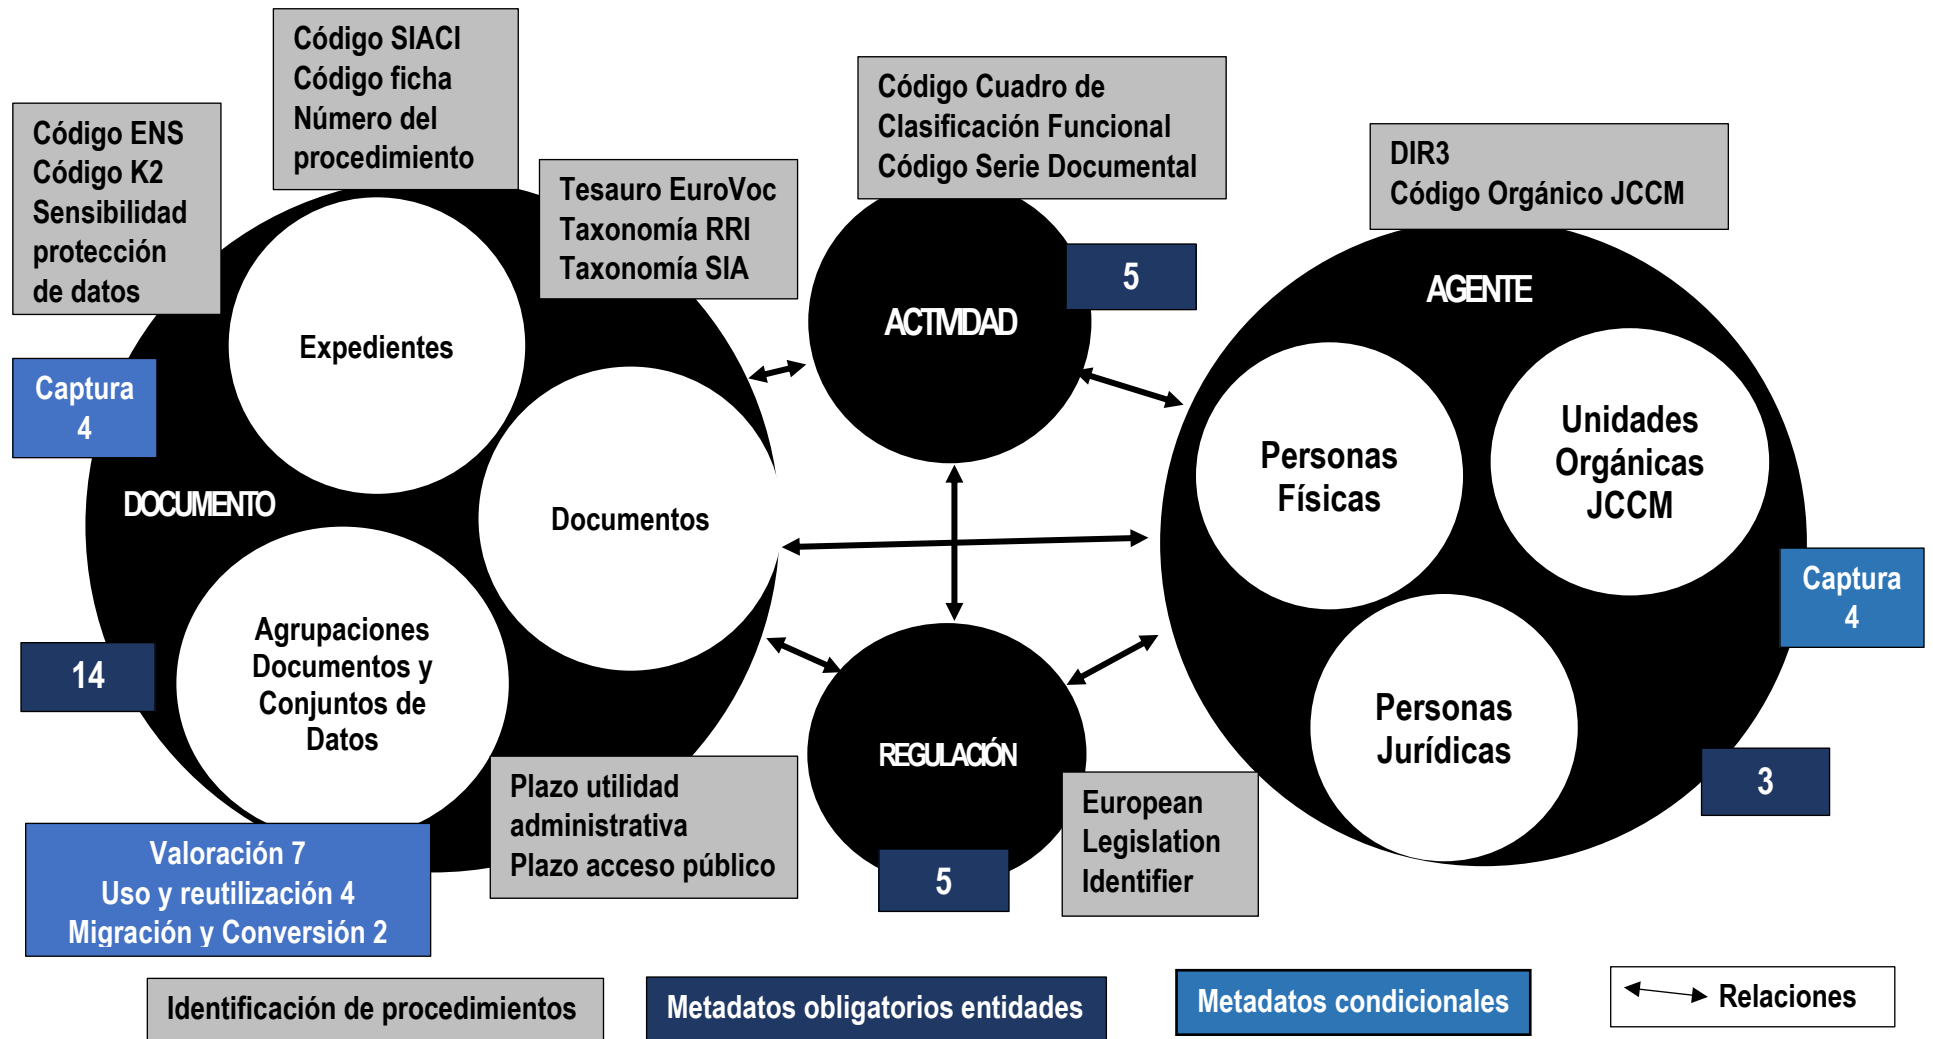 Código SIACI
Código ficha
Número del
procedimiento
Código ENS
Código K2
Sensibilidad
protección
de datos
Tesauro EuroVoc
Taxonomía RRI
Taxonomía SIA
Código Cuadro de
Clasificación Funcional
Código Serie Documental
DIR3
Código Orgánico JCCM
Expedientes
Captura
4
DOCUMENTO
Documentos
Agrupaciones
Documentos y
Conjuntos de
Datos
14
Valoración 7
Uso y reutilización 4
Migración y Conversión 2
Plazo utilidad
administrativa
Plazo acceso público
ACTIVIDAD
5
REGULACIÓN
5
European
Legislation
Identifier
AGENTE
Personas
Físicas
Unidades
Orgánicas
JCCM
Personas
Jurídicas
Captura
4
3
Identificación de procedimientos
Metadatos obligatorios entidades
Metadatos condicionales
Relaciones